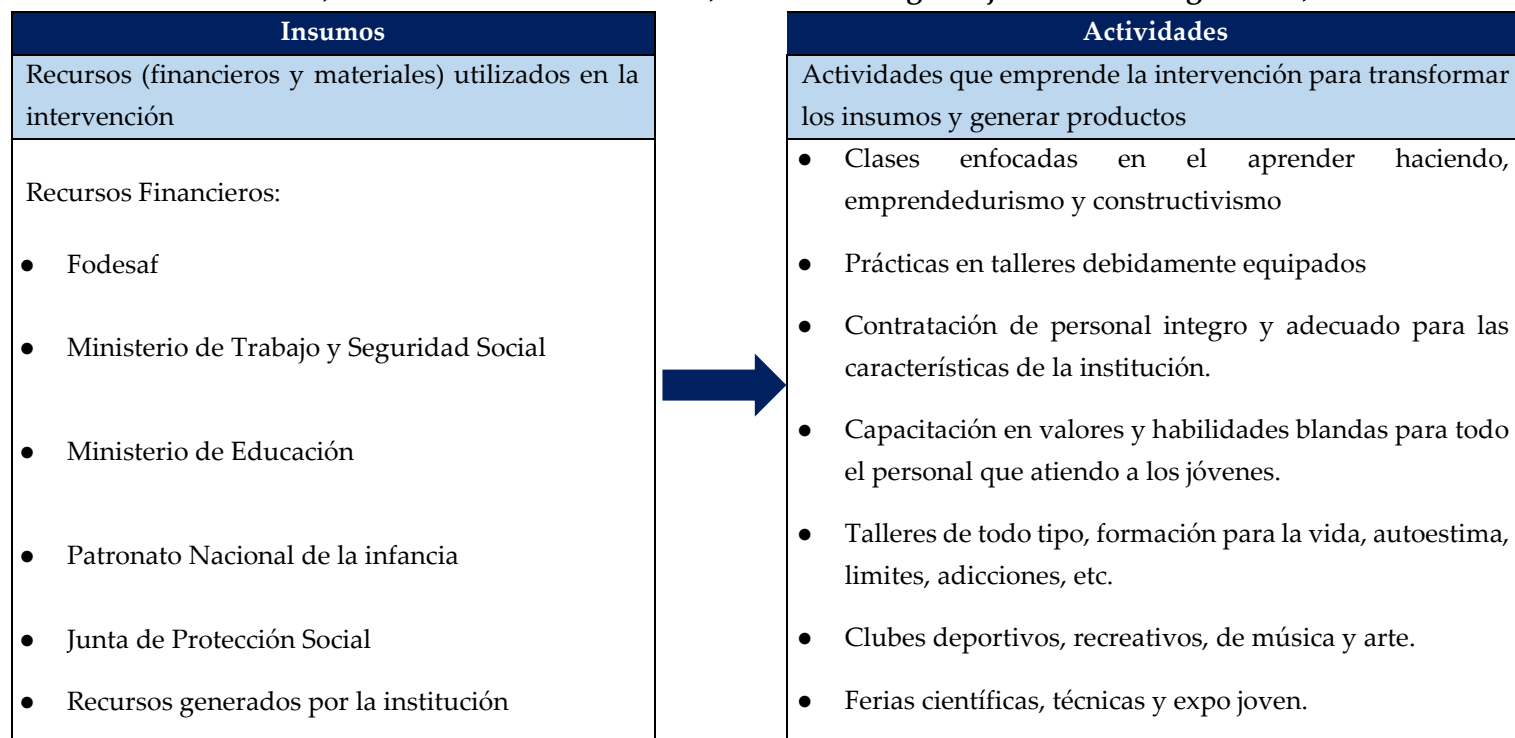 Insumos
Recursos (financieros y materiales) utilizados en la
intervención
Recursos Financieros:
● Fodesaf
● Ministerio de Trabajo y Seguridad Social
● Ministerio de Educación
● Patronato Nacional de la infancia
● Junta de Protección Social
● Recursos generados por la institución
Actividades
Actividades que emprende la intervención para transformar
los insumos y generar productos
● Clases enfocadas en el aprender haciendo,
emprendedurismo y constructivismo
● Prácticas en talleres debidamente equipados
● Contratación de personal integro y adecuado para las
características de la institución.
● Capacitación en valores y habilidades blandas para todo
el personal que atiendo a los jóvenes.
● Talleres de todo tipo, formación para la vida, autoestima,
limites, adicciones, etc.
● Clubes deportivos, recreativos, de música y arte.
● Ferias científicas, técnicas y expo joven.